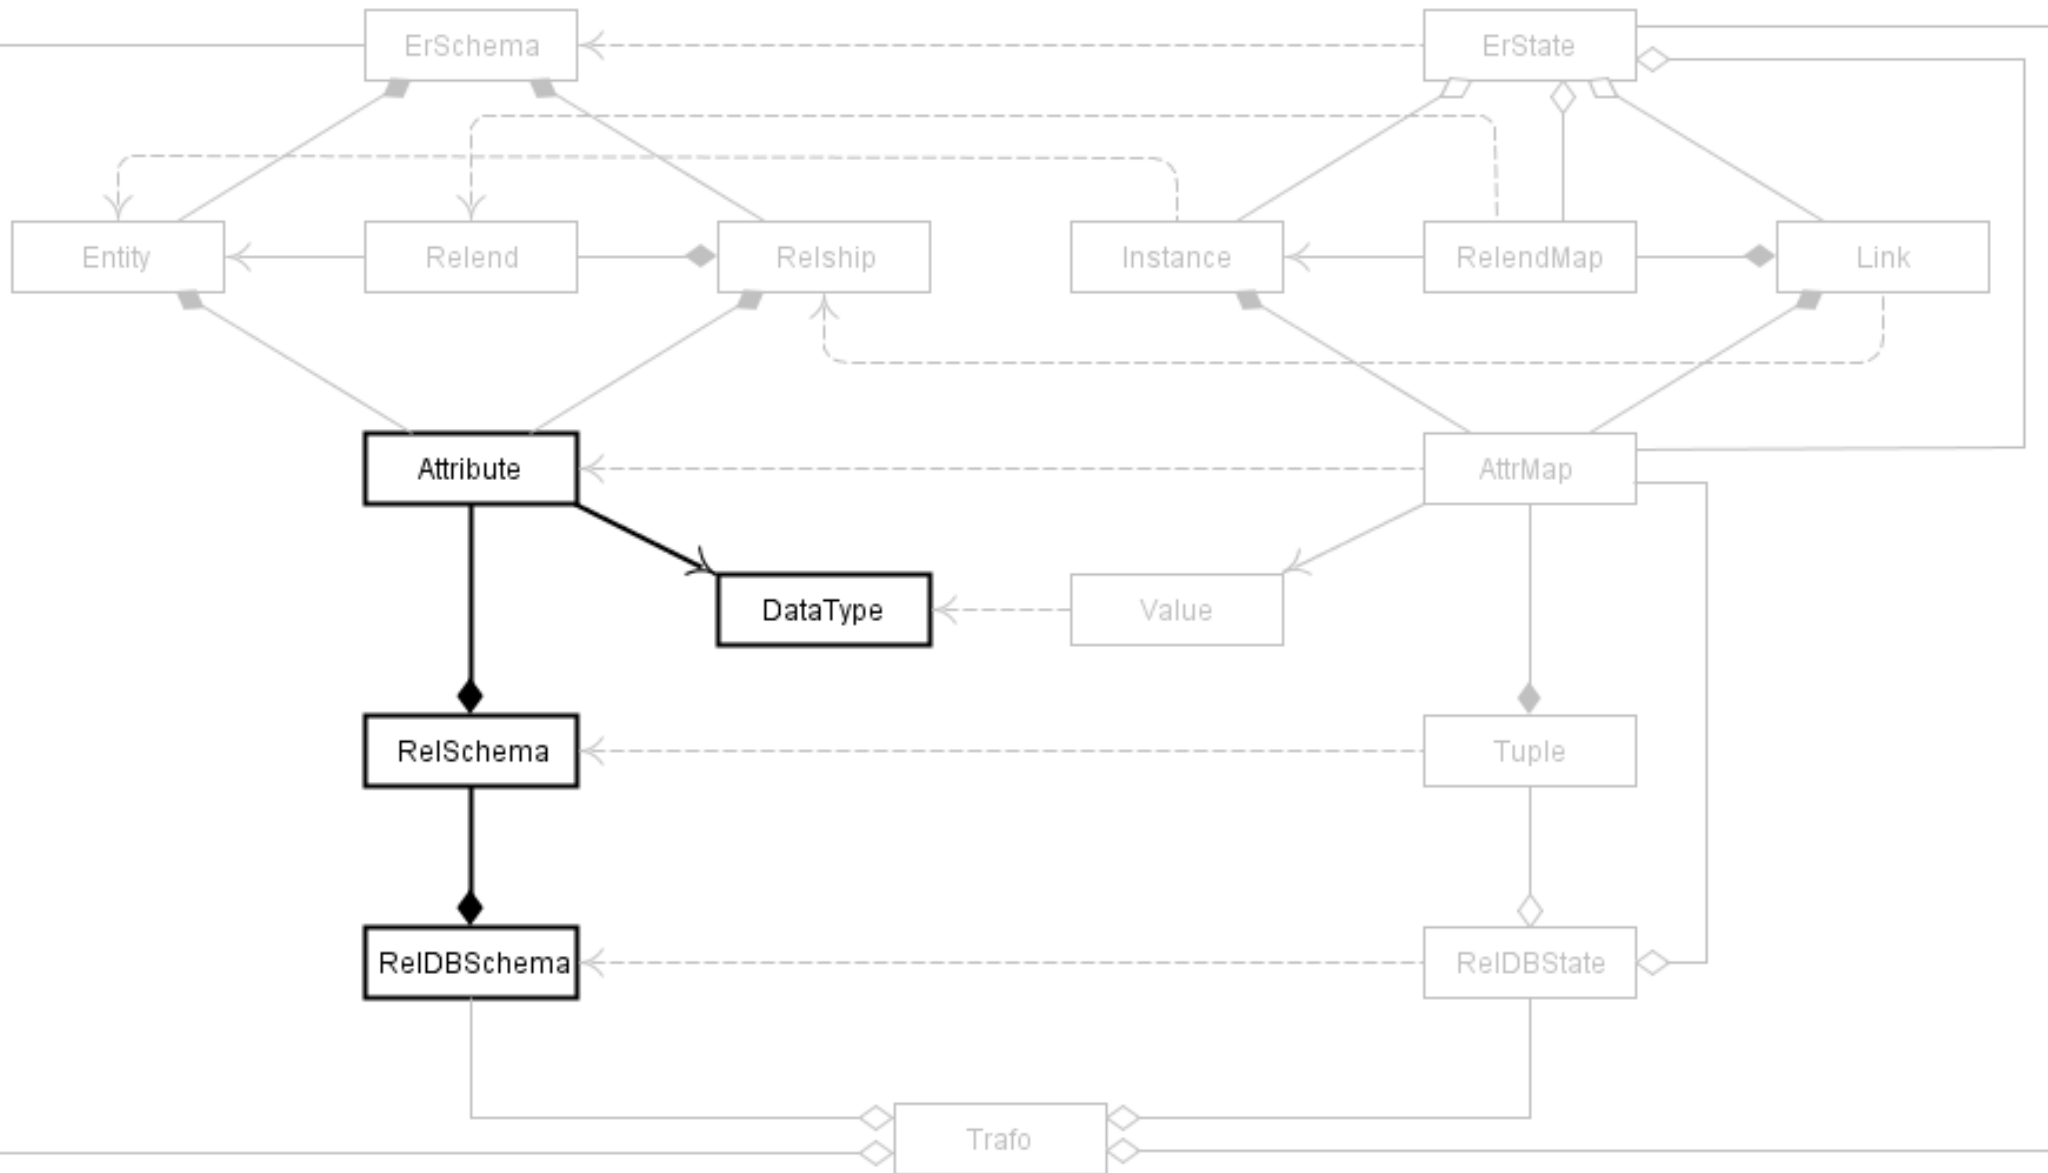 ErSchema
ErState
Entity
Relend
Relship
Instance
RelendMap
Link
Attribute
AttrMap
DataType
Value
RelSchema
Tuple
RelDBSchema
RelDBState
Trafo